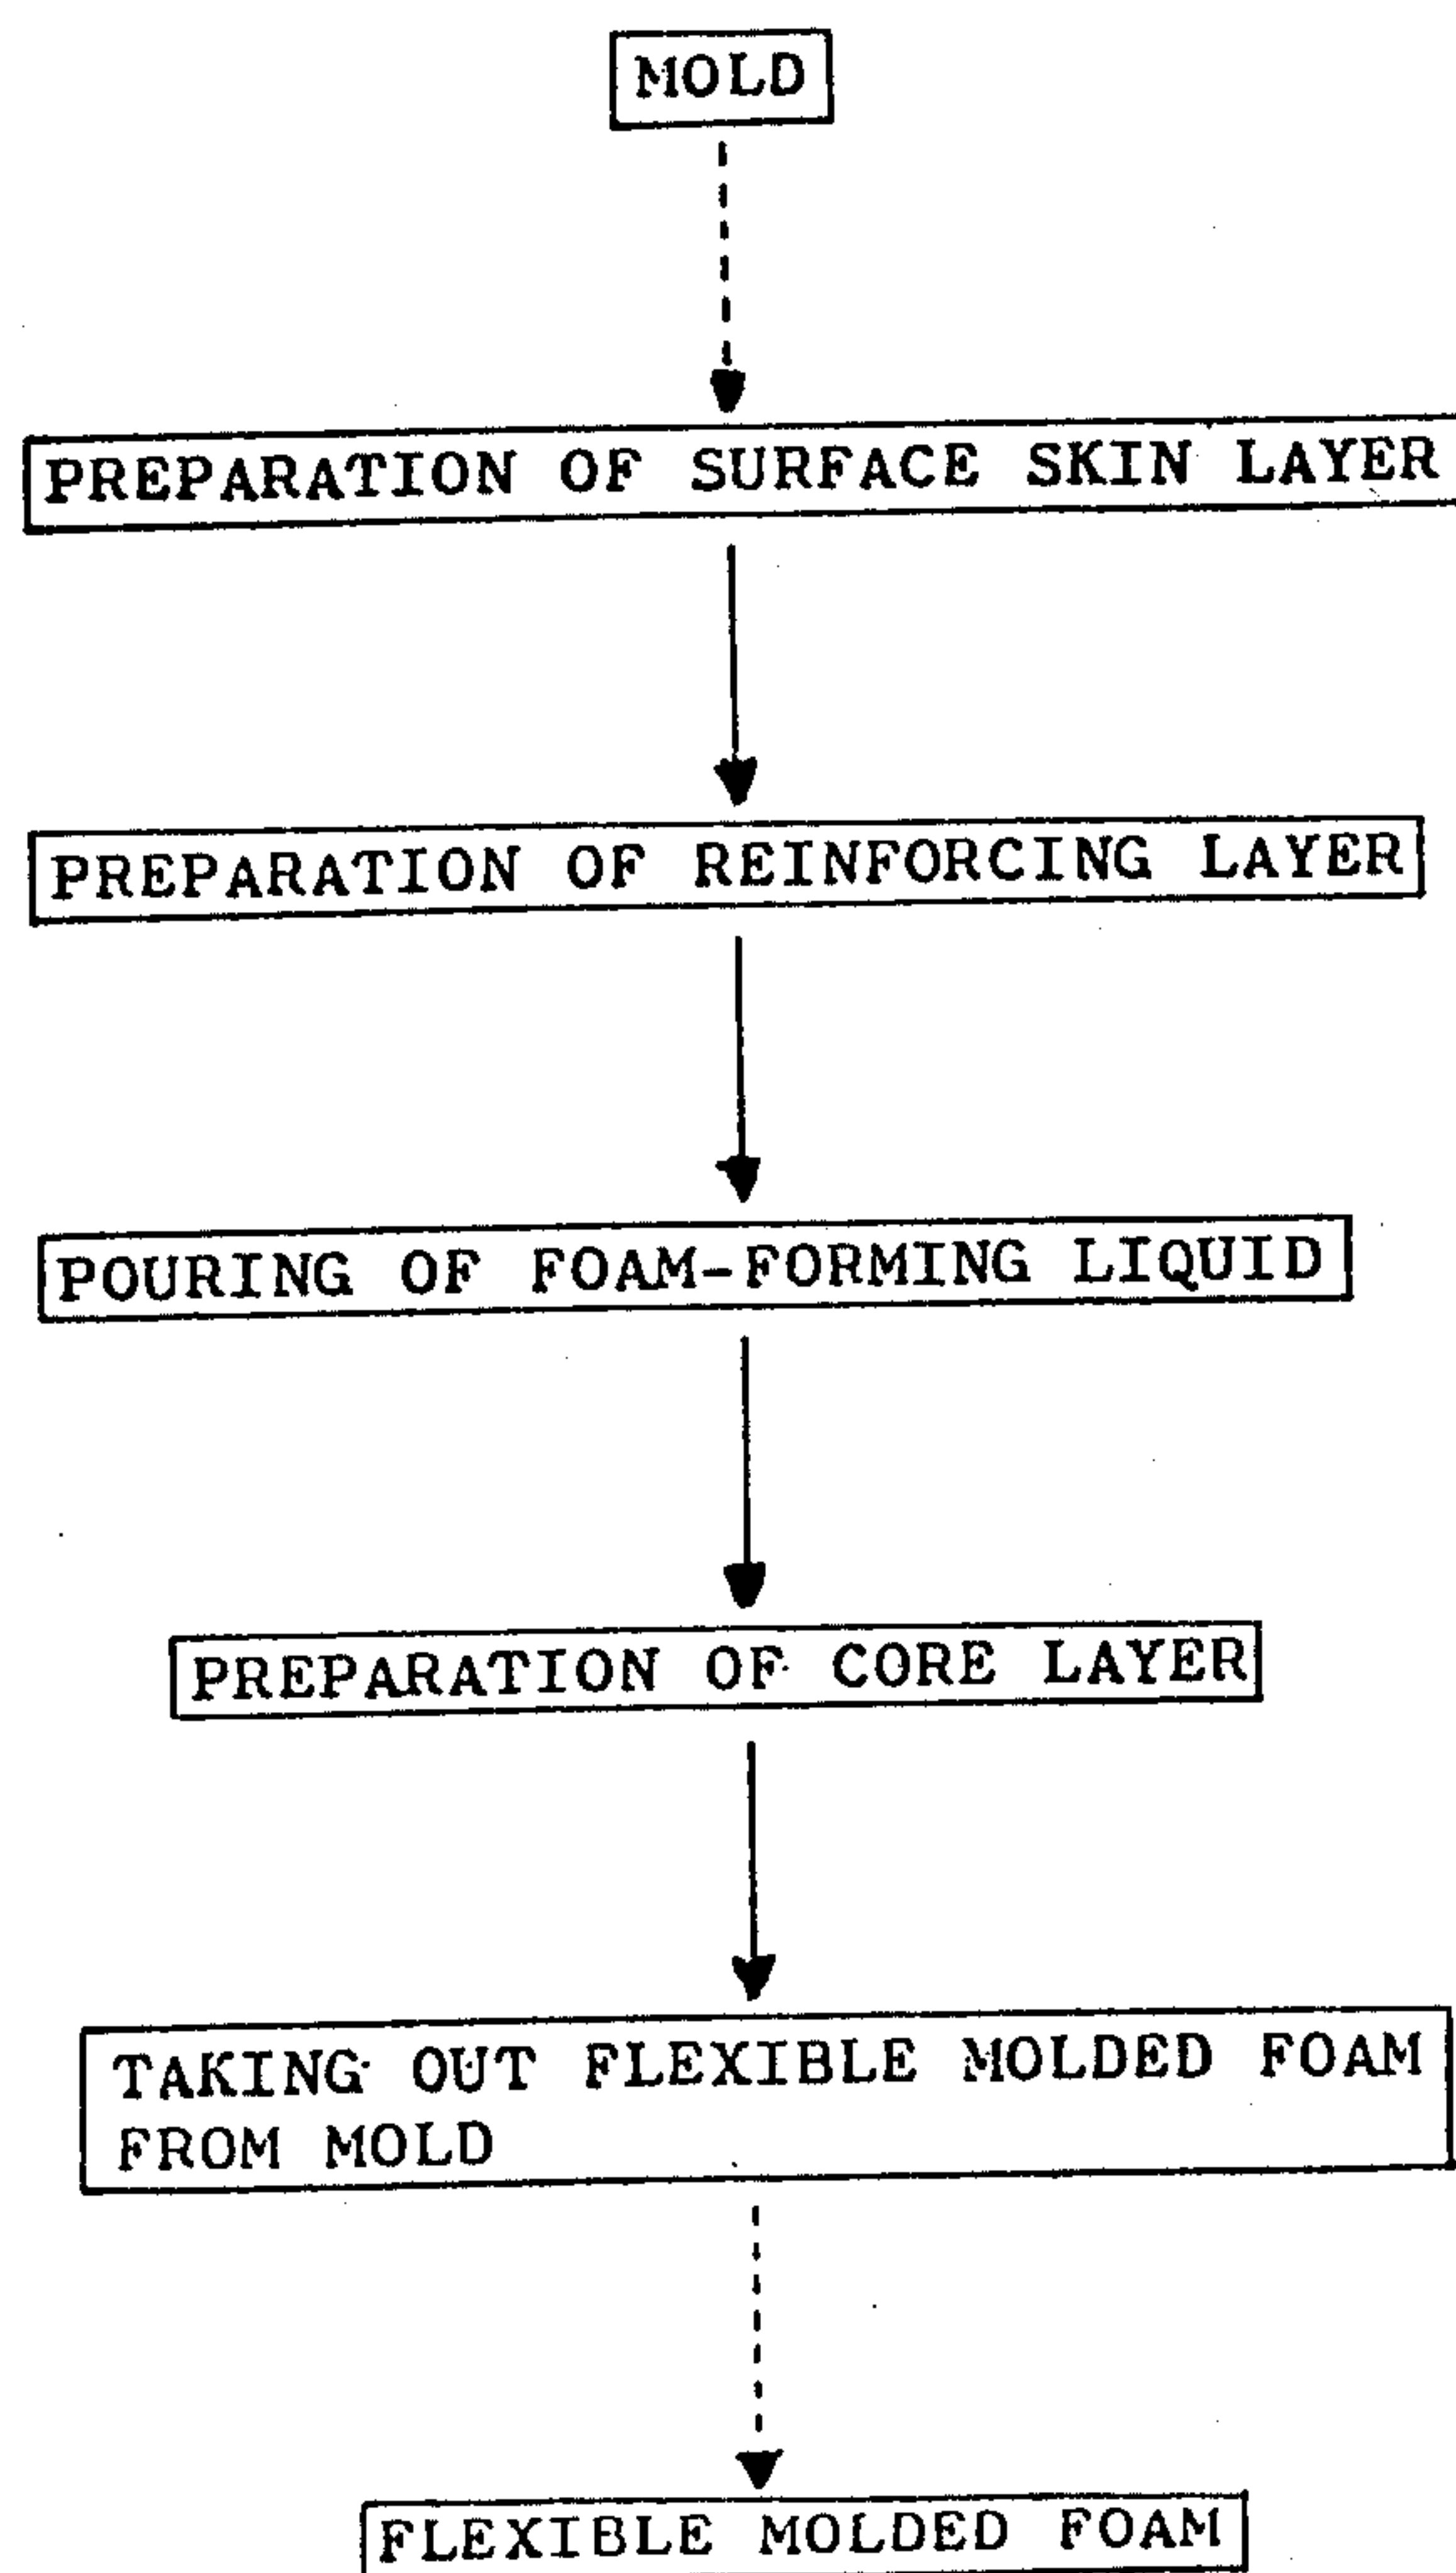 MOLD
PREPARATION OF SURFACE SKIN LAYER
PREPARATION OF REINFORCING LAYER
POURING OF FOAM-FORMING LIQUID
PREPARATION OF CORE LAYER
TAKING OUT FLEXIBLE MOLDED FOAM
FROM MOLD
FLEXIBLE MOLDED FOAM